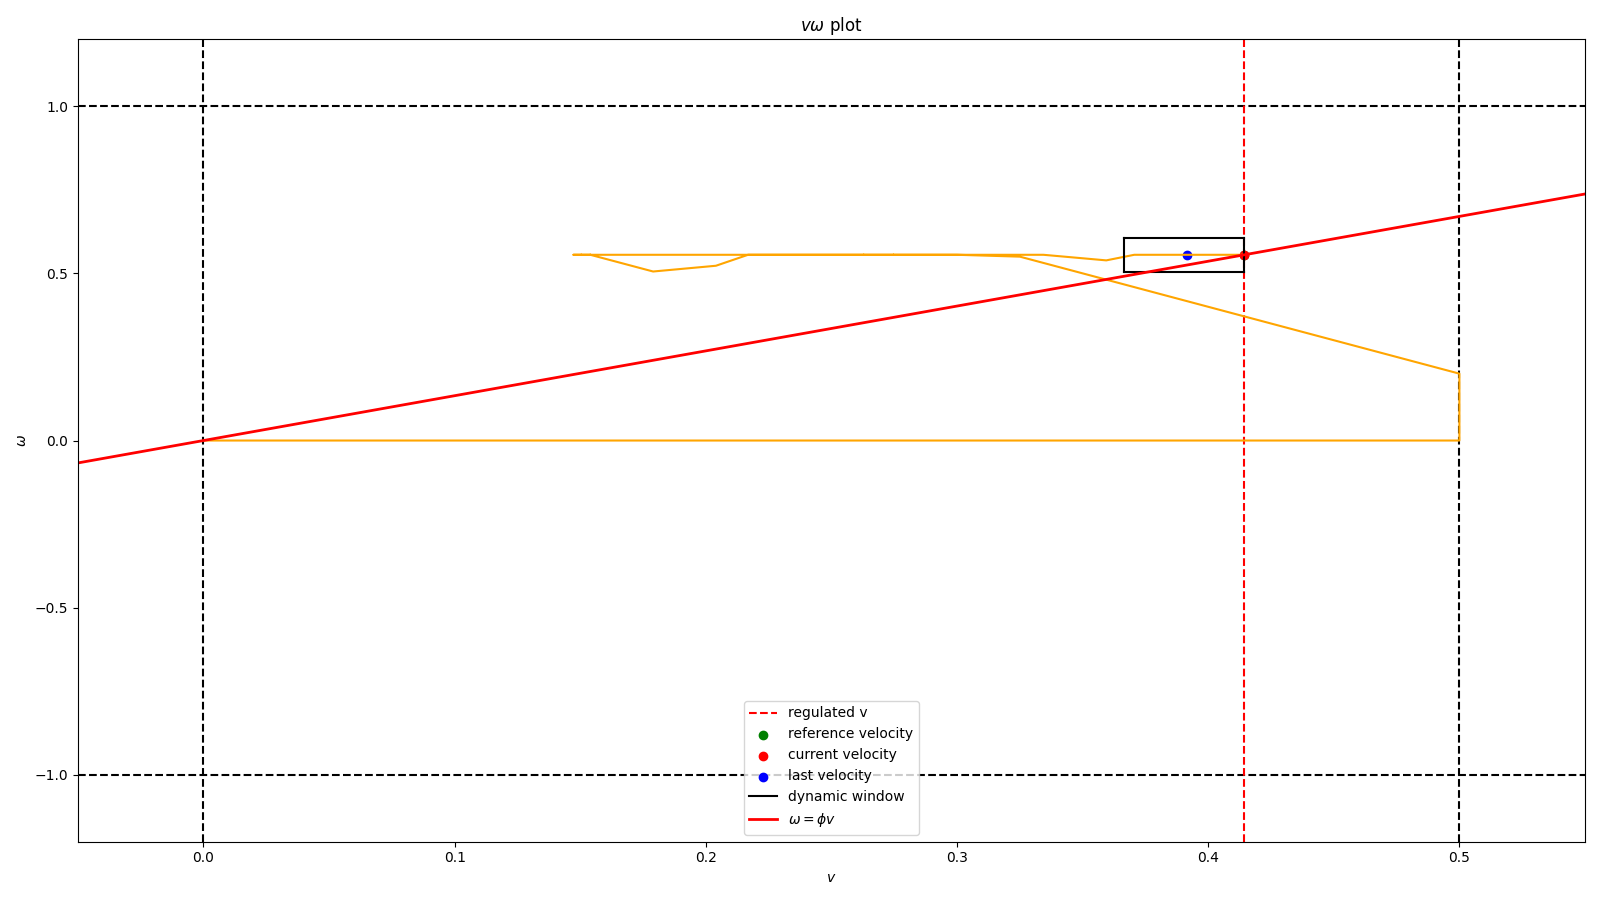 vω plot
1.0
0.5
0.0
−0.5
−1.0
ω
regulated v
reference velocity
current velocity
last velocity
dynamic window
ω = ϕv
0.0 0.1 0.2 0.3 0.4 0.5
v